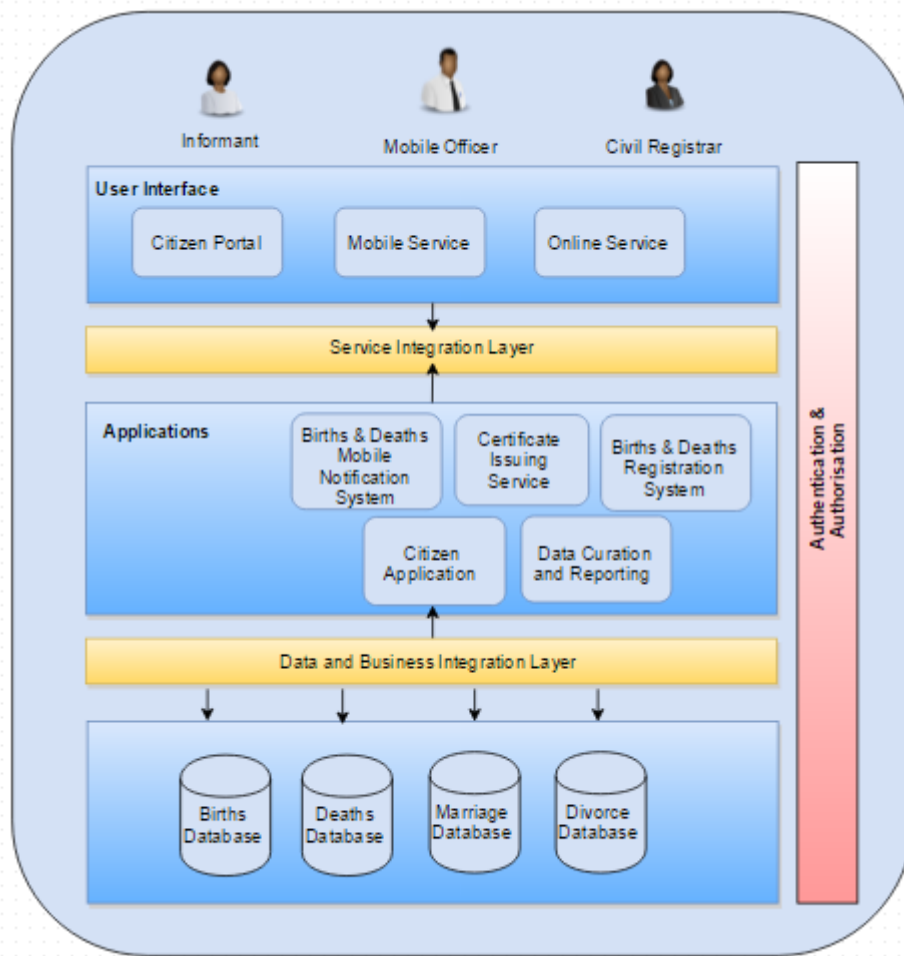 Informant
Mobile Officer
Civil Registrar
User Interface
Citizen Portal
Mobile Service
Online Service
Service Integration Layer
Applications
Births & Deaths
Mobile
Notification
System
Certificate
Issuing
Service
Births & Deaths
Registration
System
Citizen
Application
Data Curation
and Reporting
Data and Business Integration Layer
Births
Database
Deaths
Database
Marriage
Database
Divorce
Database
Authentication &
Authorisation